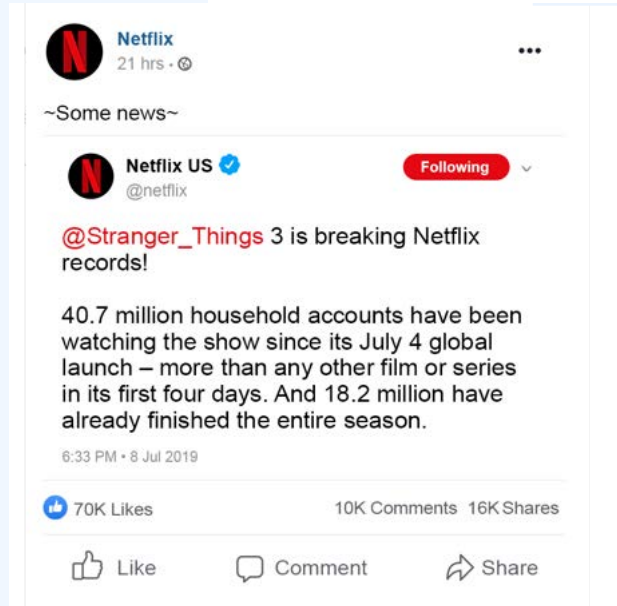 Netflix
21 hrs •
~Some news~
Netflix US
Following
@netflix
@Stranger_Things 3 is breaking Netflix
records!
40.7 million household accounts have been
watching the show since its July 4 global
launch – more than any other film or series
in its first four days. And 18.2 million have
already finished the entire season.
6:33 PM • 8 Jul 2019
70K Likes
10K Comments 16K Shares
Like
Comment
Share